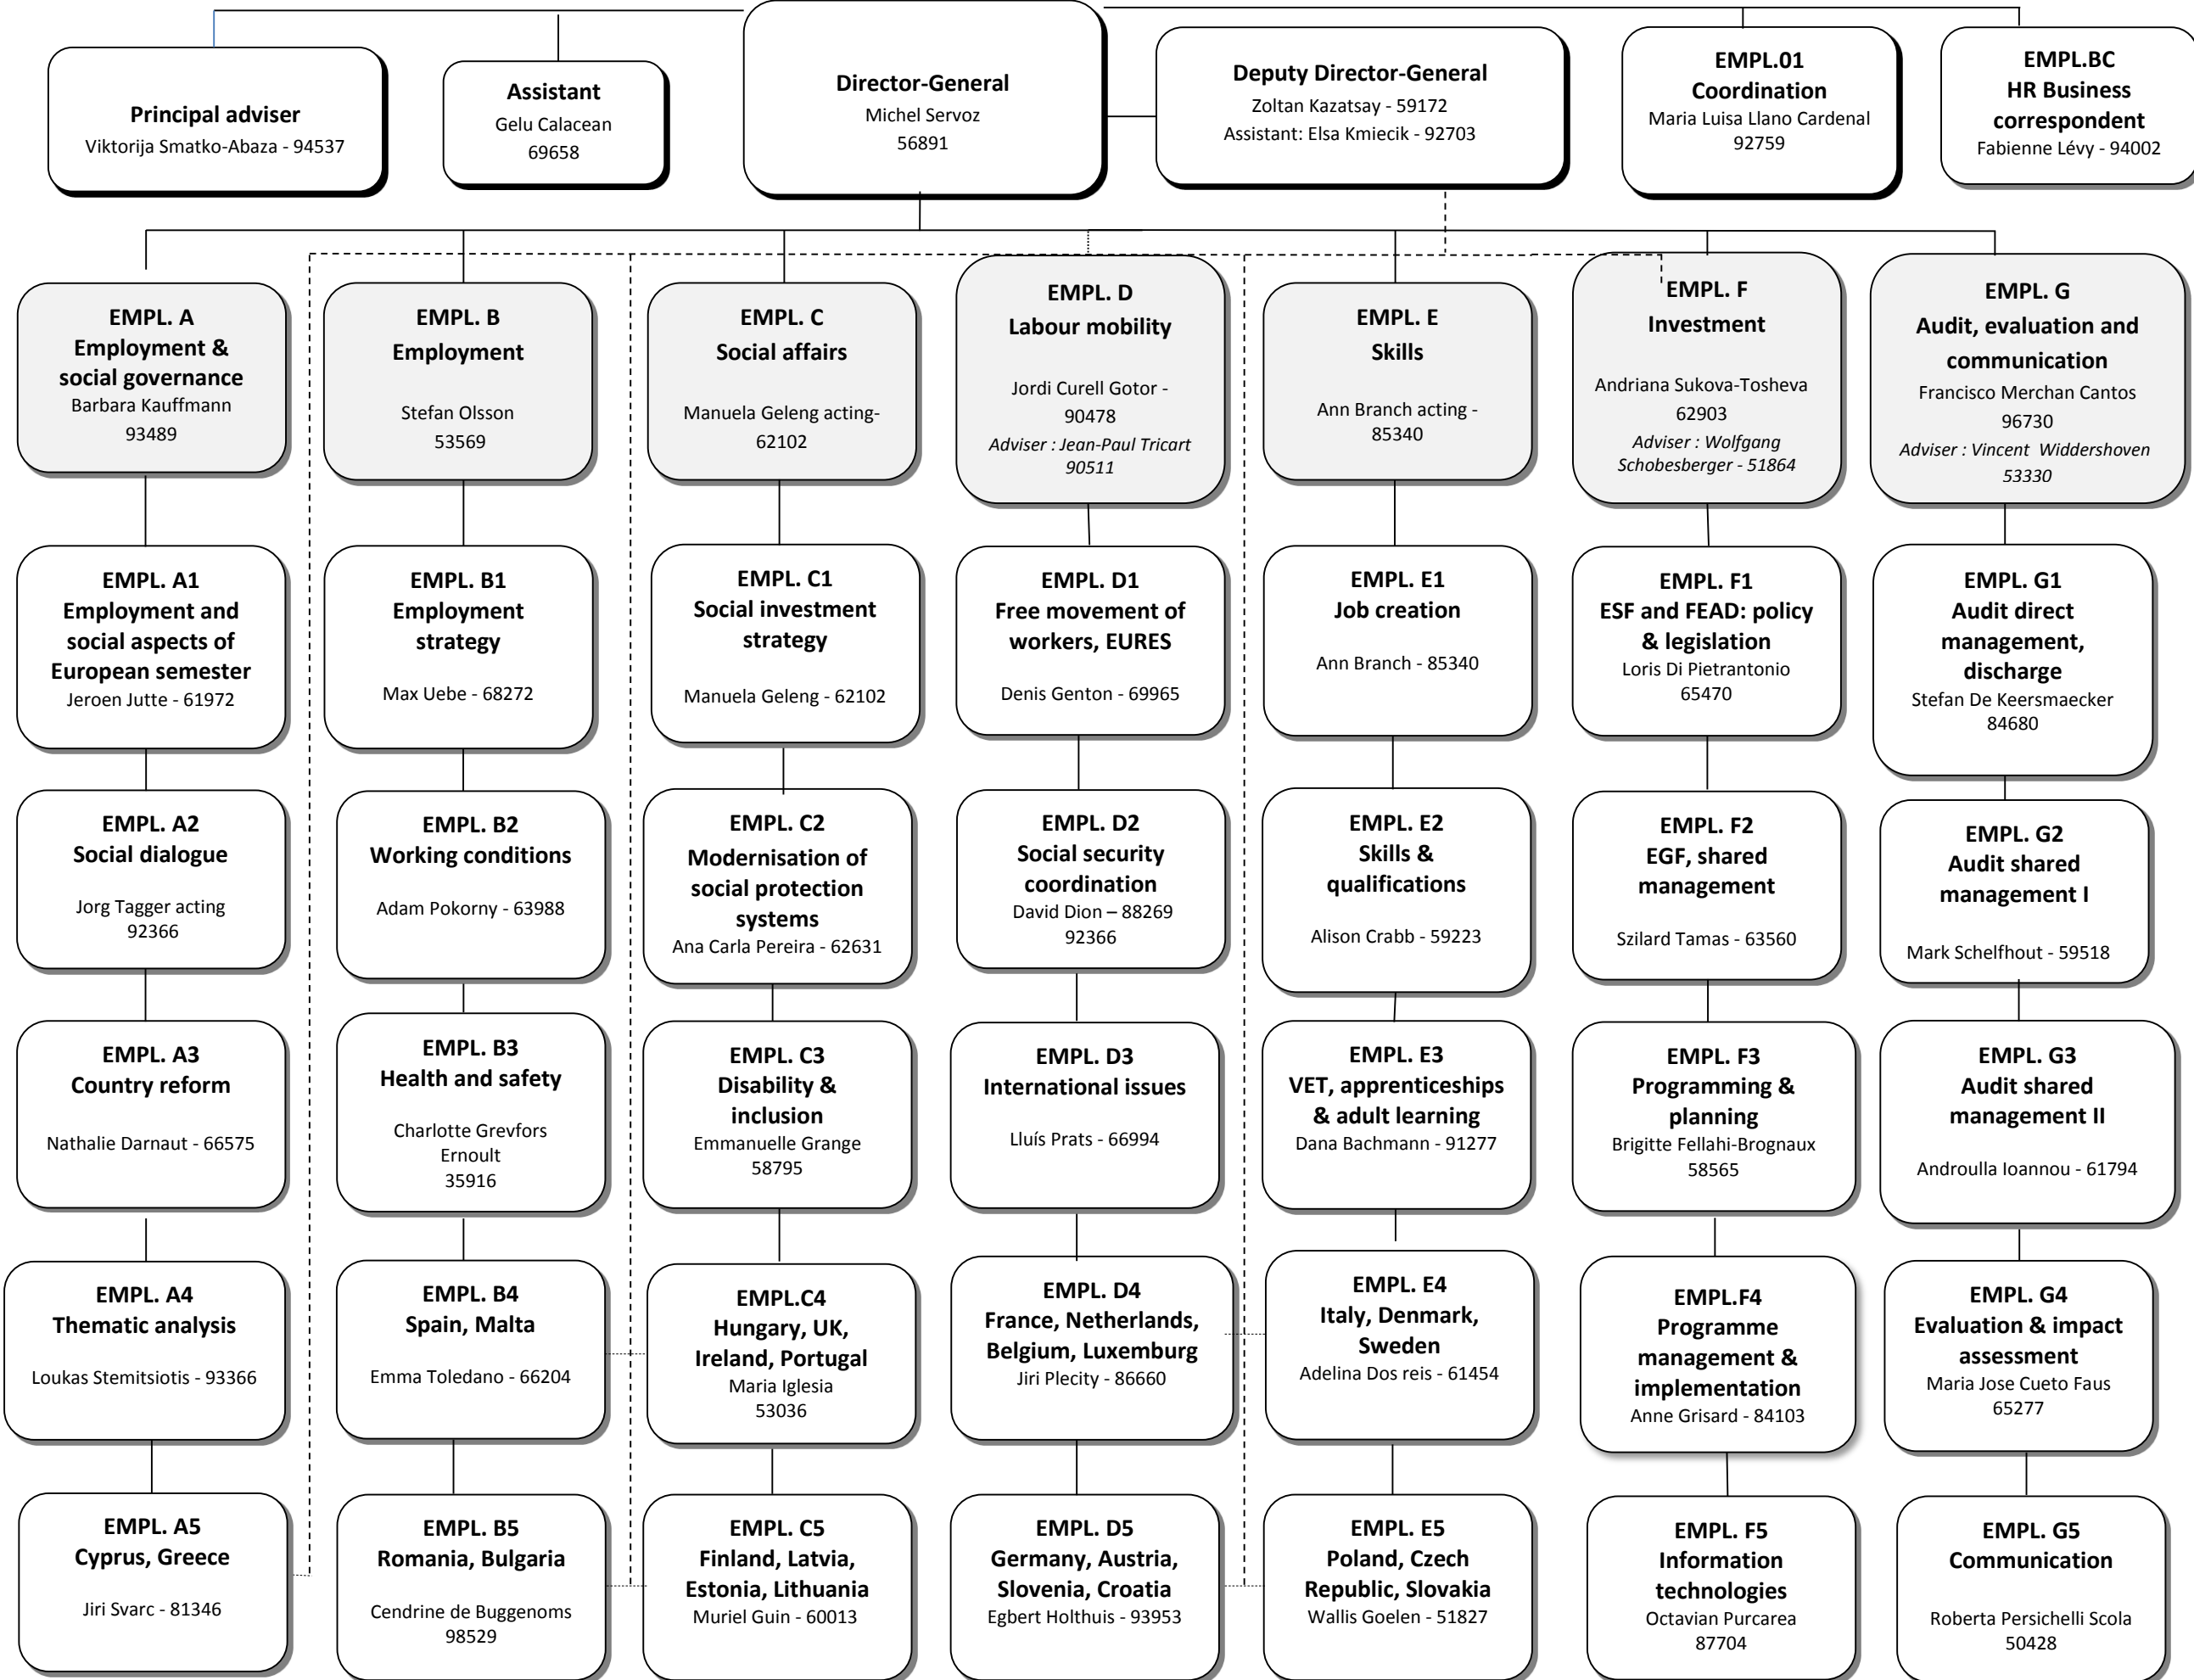 Principal adviser
Viktorija Smatko-Abaza - 94537
Assistant
Gelu Calacean
69658
Director-General
Michel Servoz
56891
Deputy Director-General
Zoltan Kazatsay - 59172
Assistant: Elsa Kmiecik - 92703
EMPL.01
Coordination
Maria Luisa Llano Cardenal
92759
EMPL.BC
HR Business
correspondent
Fabienne Lévy - 94002
EMPL. A
Employment &
social governance
Barbara Kauffmann
93489
EMPL. B
Employment
Stefan Olsson
53569
EMPL. C
Social affairs
Manuela Geleng acting-
62102
EMPL. D
Labour mobility
Jordi Curell Gotor -
90478
Adviser : Jean-Paul Tricart
90511
EMPL. E
Skills
Ann Branch acting -
85340
EMPL. F
Investment
Andriana Sukova-Tosheva
62903
Adviser : Wolfgang
Schobesberger - 51864
EMPL. G
Audit, evaluation and
communication
Francisco Merchan Cantos
96730
Adviser : Vincent Widdershoven
53330
EMPL. A1
Employment and
social aspects of
European semester
Jeroen Jutte - 61972
EMPL. B1
Employment
strategy
Max Uebe - 68272
EMPL. C1
Social investment
strategy
Manuela Geleng - 62102
EMPL. D1
Free movement of
workers, EURES
Denis Genton - 69965
EMPL. E1
Job creation
Ann Branch - 85340
EMPL. F1
ESF and FEAD: policy
& legislation
Loris Di Pietrantonio
65470
EMPL. G1
Audit direct
management,
discharge
Stefan De Keersmaecker
84680
EMPL. A2
Social dialogue
Jorg Tagger acting
92366
EMPL. B2
Working conditions
Adam Pokorny - 63988
EMPL. C2
Modernisation of
social protection
systems
Ana Carla Pereira - 62631
EMPL. D2
Social security
coordination
David Dion – 88269
92366
EMPL. E2
Skills &
qualifications
Alison Crabb - 59223
EMPL. F2
EGF, shared
management
Szilard Tamas - 63560
EMPL. G2
Audit shared
management I
Mark Schelfhout - 59518
EMPL. A3
Country reform
Nathalie Darnaut - 66575
EMPL. B3
Health and safety
Charlotte Grevfors
Ernoult
35916
EMPL. C3
Disability &
inclusion
Emmanuelle Grange
58795
EMPL. D3
International issues
Lluís Prats - 66994
EMPL. E3
VET, apprenticeships
& adult learning
Dana Bachmann - 91277
EMPL. F3
Programming &
planning
Brigitte Fellahi-Brognaux
58565
EMPL. G3
Audit shared
management II
Androulla Ioannou - 61794
EMPL. A4
Thematic analysis
Loukas Stemitsiotis - 93366
EMPL. B4
Spain, Malta
Emma Toledano - 66204
EMPL.C4
Hungary, UK,
Ireland, Portugal
Maria Iglesia
53036
EMPL. D4
France, Netherlands,
Belgium, Luxemburg
Jiri Plecity - 86660
EMPL. E4
Italy, Denmark,
Sweden
Adelina Dos reis - 61454
EMPL.F4
Programme
management &
implementation
Anne Grisard - 84103
EMPL. G4
Evaluation & impact
assessment
Maria Jose Cueto Faus
65277
EMPL. A5
Cyprus, Greece
Jiri Svarc - 81346
EMPL. B5
Romania, Bulgaria
Cendrine de Buggenoms
98529
EMPL. C5
Finland, Latvia,
Estonia, Lithuania
Muriel Guin - 60013
EMPL. D5
Germany, Austria,
Slovenia, Croatia
Egbert Holthuis - 93953
EMPL. E5
Poland, Czech
Republic, Slovakia
Wallis Goelen - 51827
EMPL. F5
Information
technologies
Octavian Purcarea
87704
EMPL. G5
Communication
Roberta Persichelli Scola
50428